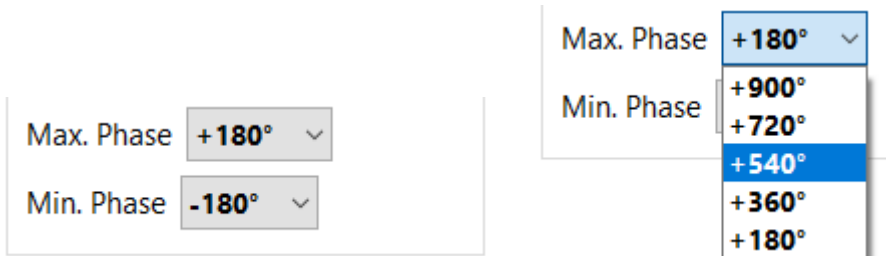 Max. Phase +180°
Min. Phase -180°
Max. Phase +180°
Min. Phase
+900°
+720°
+540°
+360°
+180°